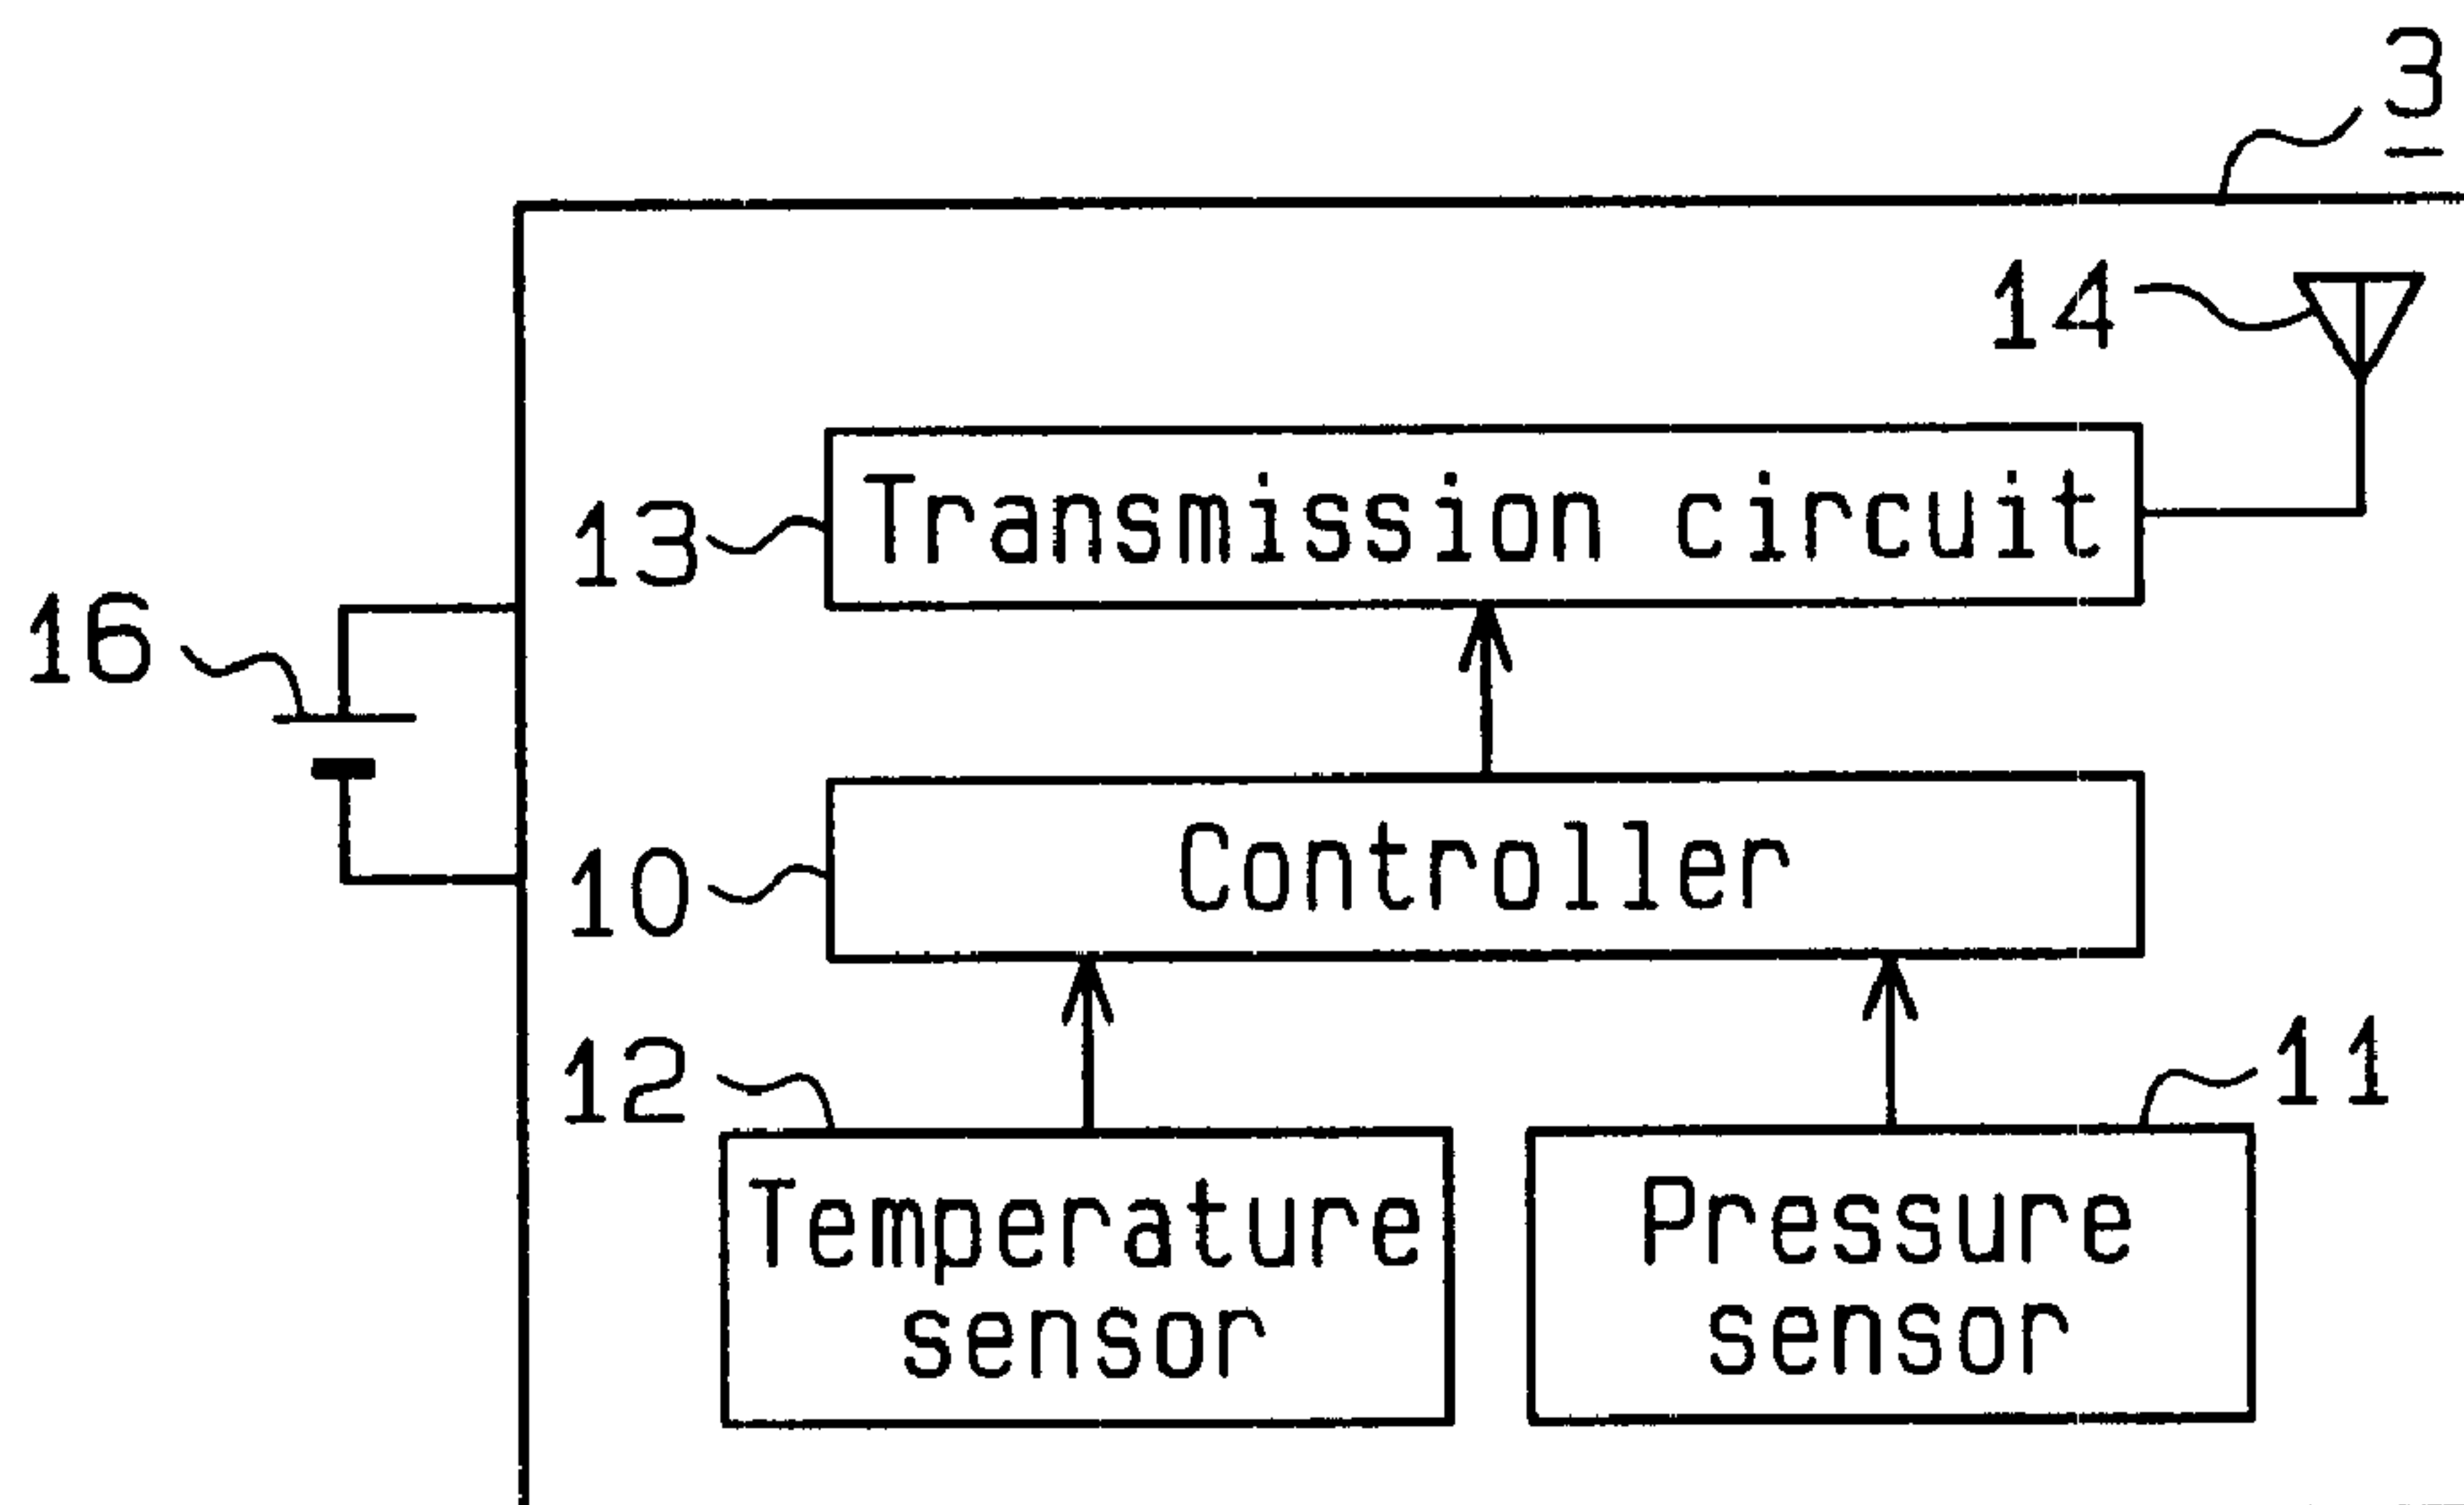 3
14
13
Transmission circuit
16
10
Controller
12
11
Temperature
sensor
Pressure
sensor